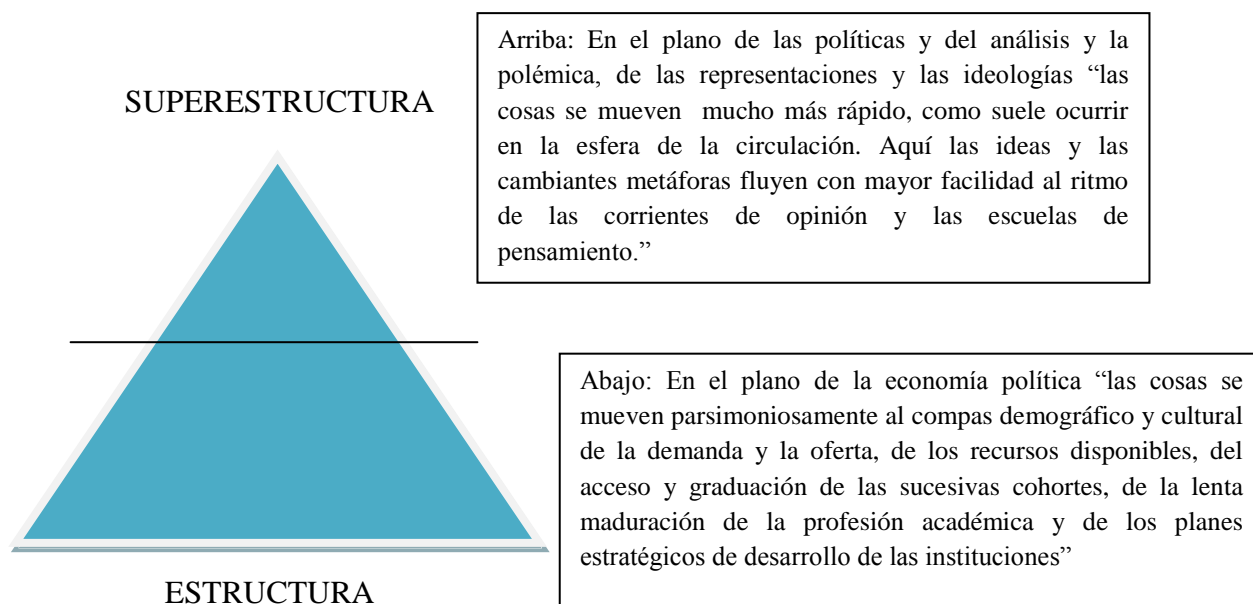 SUPERESTRUCTURA
Arriba: En el plano de las políticas y del análisis y la
polémica, de las representaciones y las ideologías “las
cosas se mueven mucho más rápido, como suele ocurrir
en la esfera de la circulación. Aquí las ideas y las
cambiantes metáforas fluyen con mayor facilidad al ritmo
de las corrientes de opinión y las escuelas de
pensamiento.”
Abajo: En el plano de la economía política “las cosas se
mueven parsimoniosamente al compas demográfico y cultural
de la demanda y la oferta, de los recursos disponibles, del
acceso y graduación de las sucesivas cohortes, de la lenta
maduración de la profesión académica y de los planes
estratégicos de desarrollo de las instituciones”
ESTRUCTURA